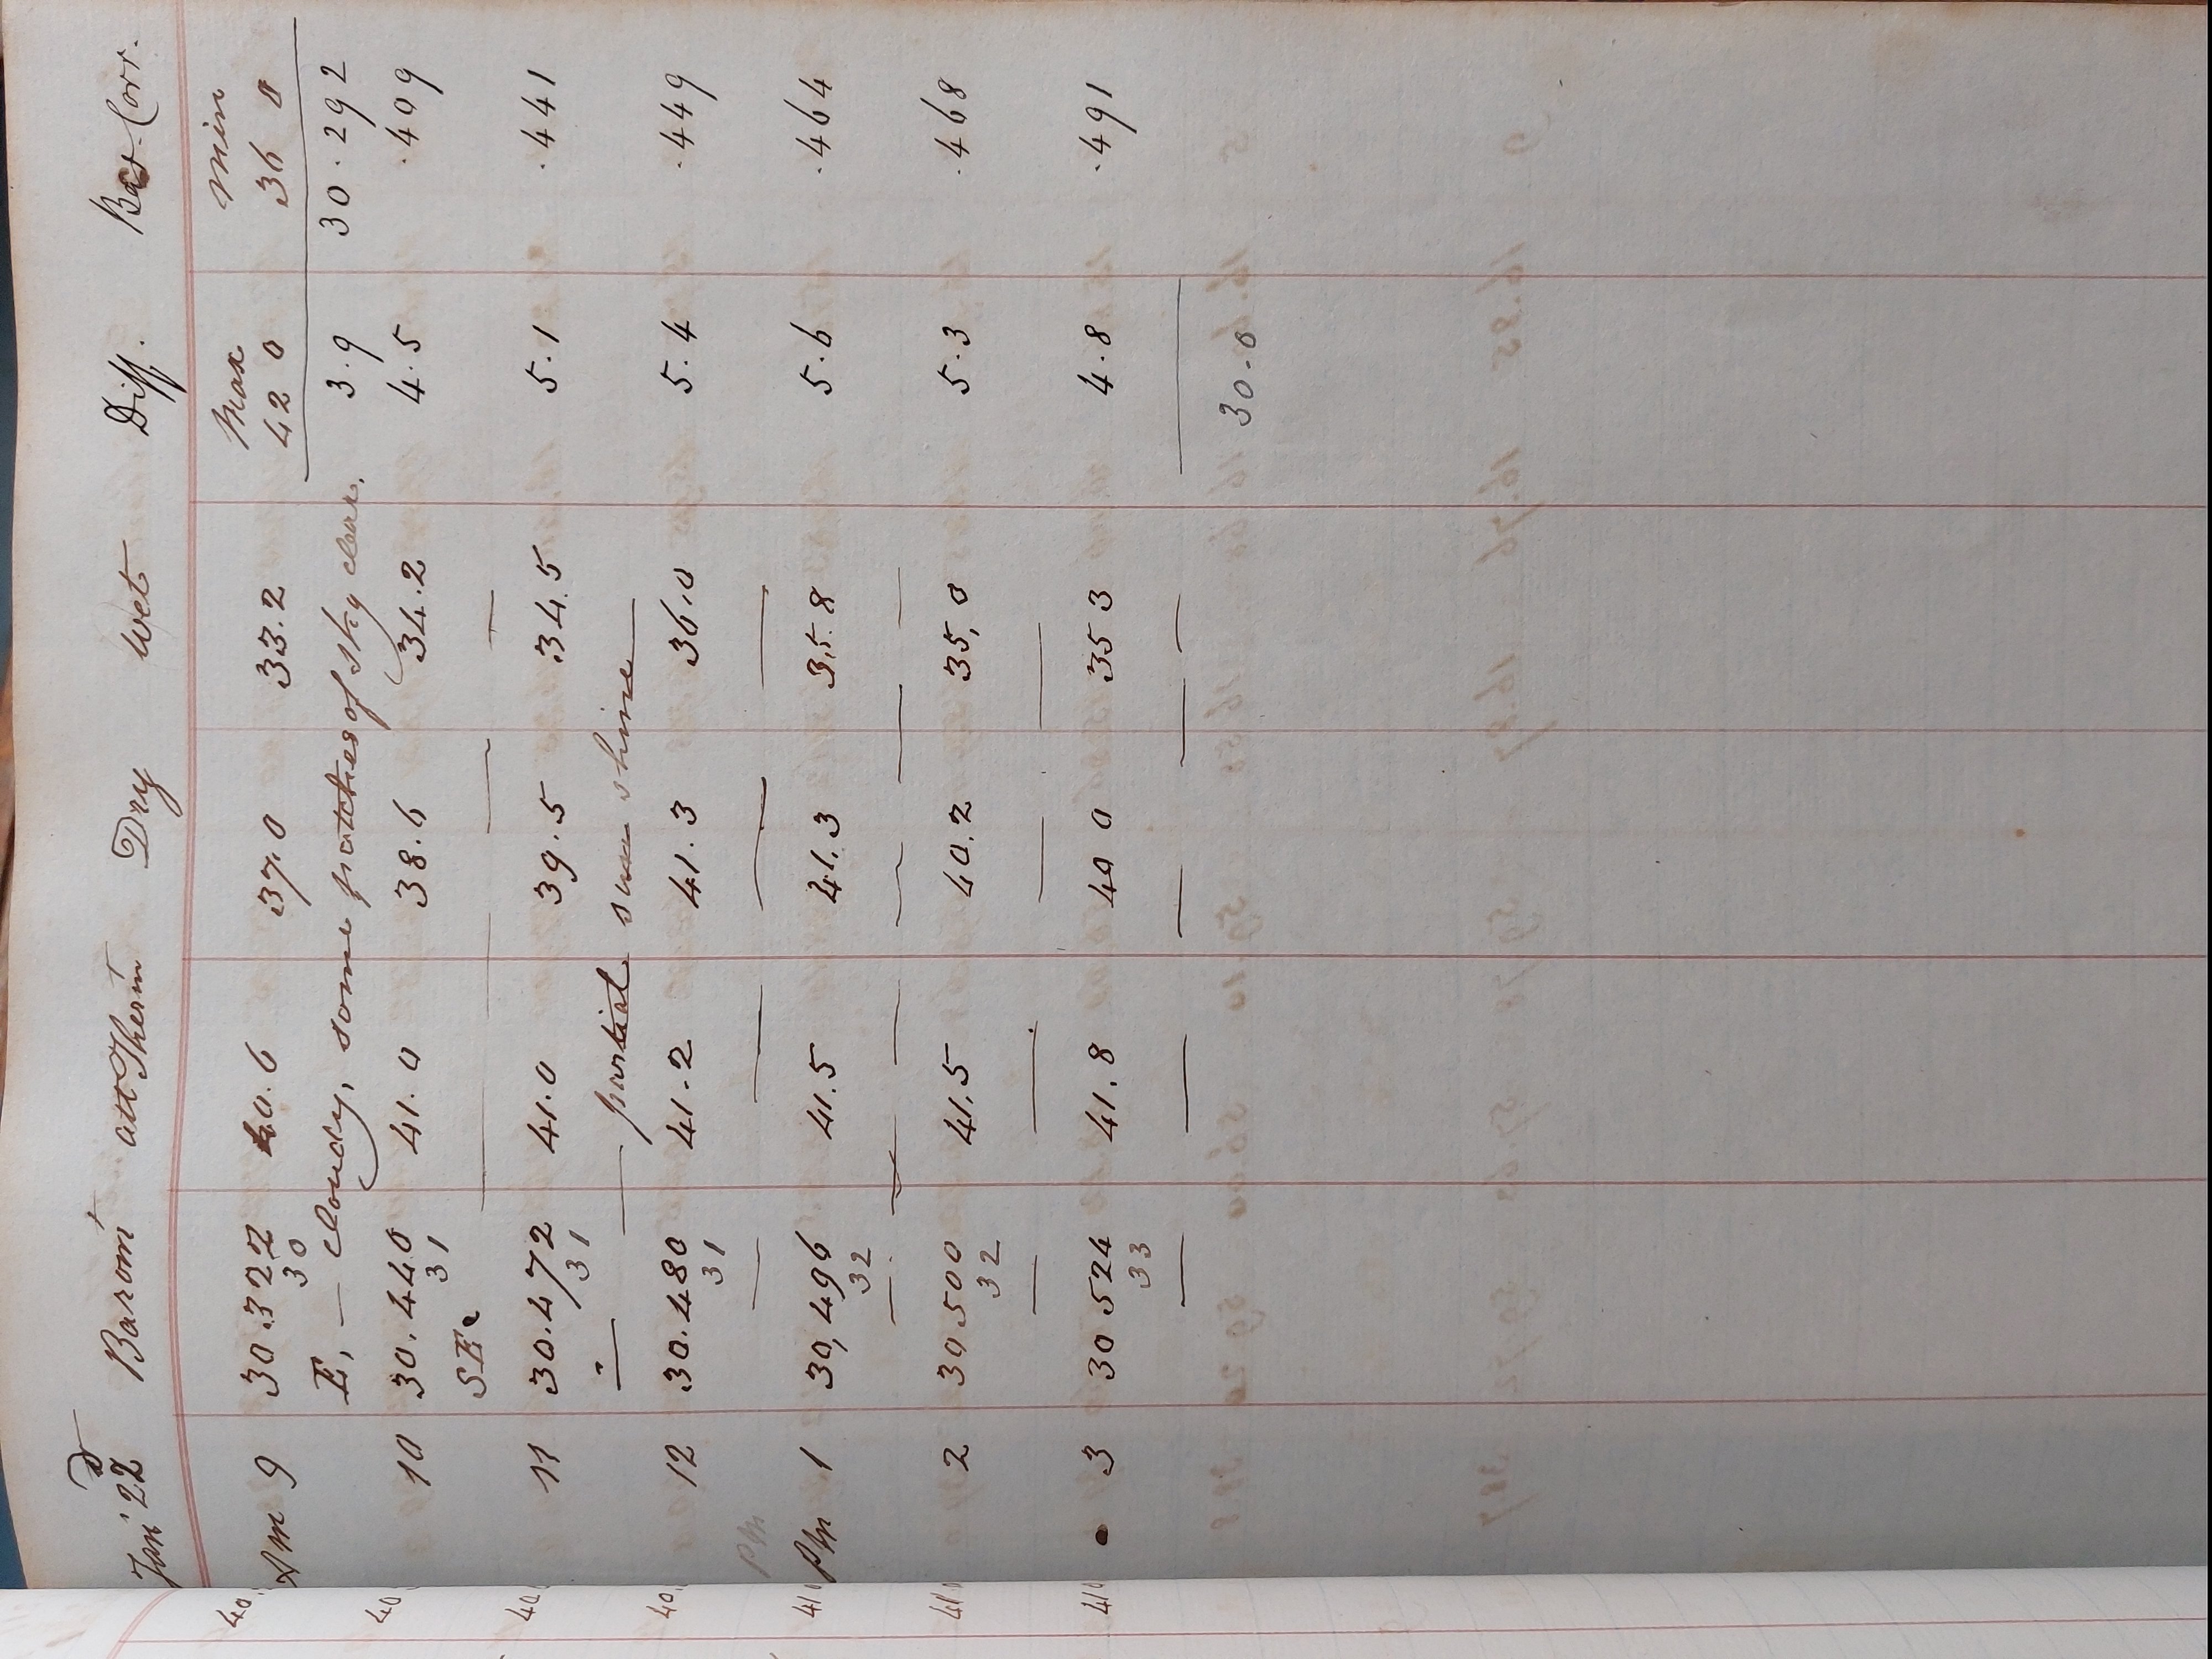 Jan 22d Barom'r att Therm'r Dry Wet Diff. Bar. Corr.
Max min
Am 9 30.322 40.6 37.0 33.2 42 0 36 0
30
E, — cloudy, some patches of sky clear. 3.9 30.292
10 30.440 41.0 38.6 34.2 4.5 .409
31
SE. — — — —
11 30.472 41.0 39.5 34.5 5.1 .441
31
— — partial sun shine —
12 30.480 41.2 41.3 36.0 5.4 .449
31
Pm — — — —
Pm 1 30,496 41.5 41.3 35.8 5.6 .464
32
— — — — — —
2 30 500 41.5 40.2 35,0 5.3 .468
32
— — — —
3 30 524 41.8 40 0 35 3 4.8 .491
33
— — — — —
30.0
40.
40
40
40.
41 0
41 0
41 0